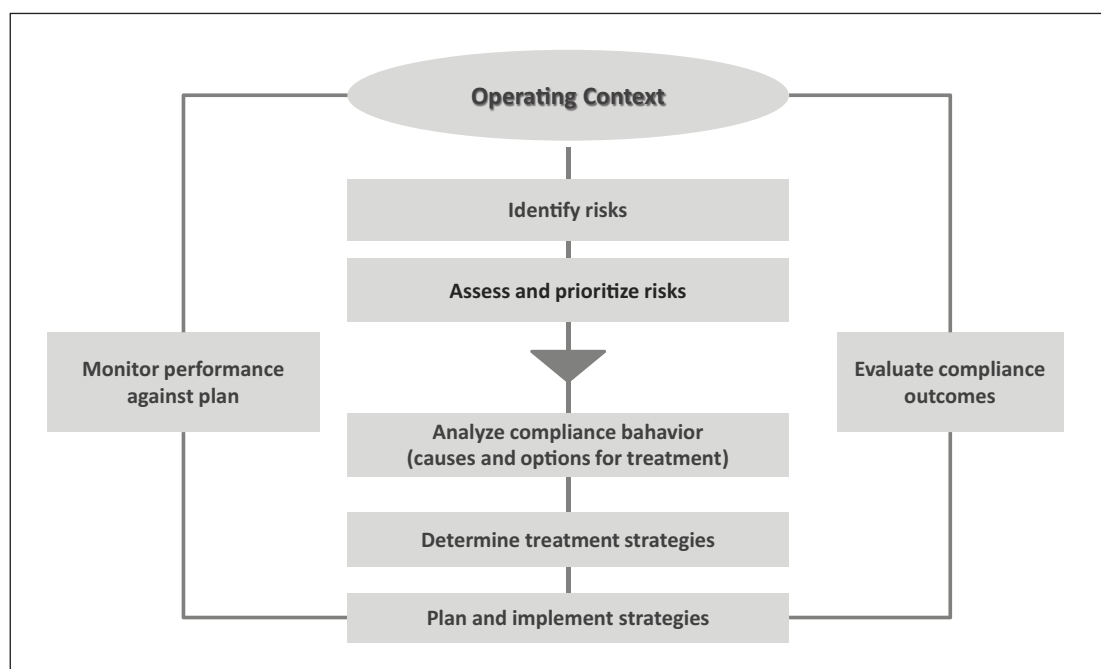 Operating Context
Identify risks
Assess and prioritize risks
Monitor performance
against plan
Evaluate compliance
outcomes
Analyze compliance bahavior
(causes and options for treatment)
Determine treatment strategies
Plan and implement strategies